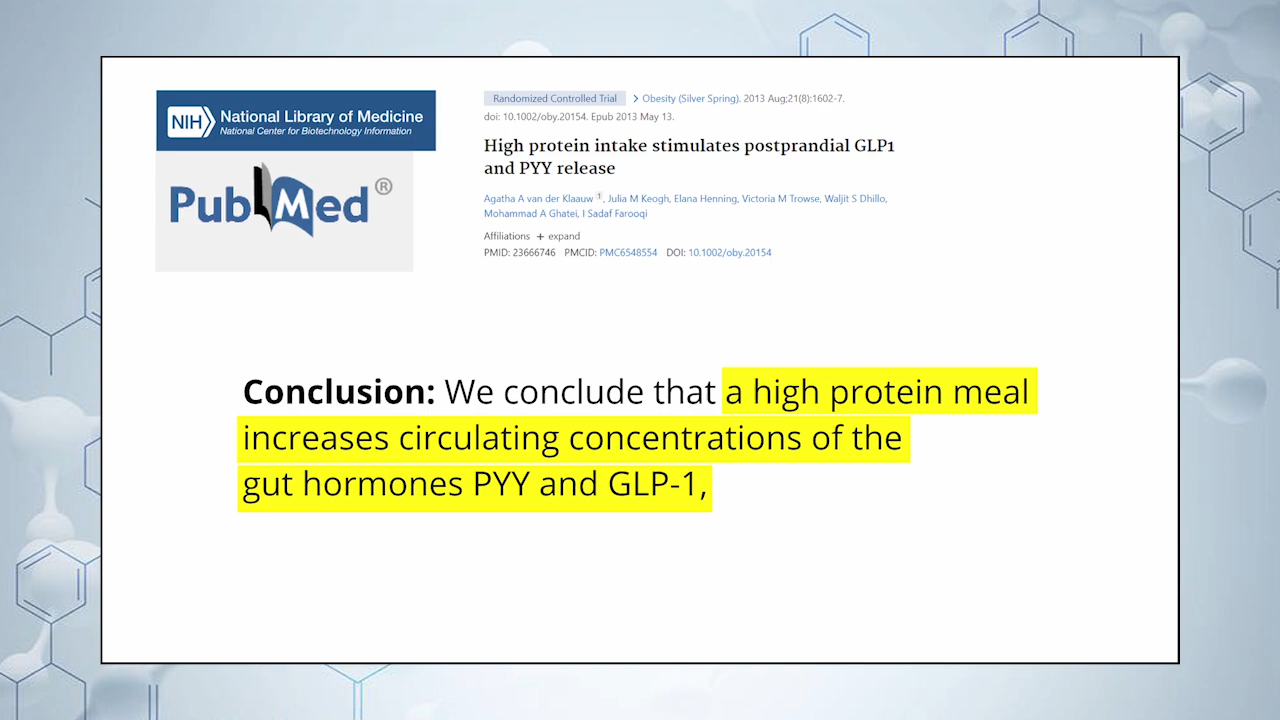 NIH
National Library of Medicine
National Center for Biotechnology Information
PubMed®
Randomized Controlled Trial > Obesity (Silver Spring). 2013 Aug;21(8):1602-7.
doi: 10.1002/oby.20154. Epub 2013 May 13.
High protein intake stimulates postprandial GLP1
and PYY release
Agatha A van der Klaauw 1, Julia M Keogh, Elana Henning, Victoria M Trowse, Waljit S Dhillo,
Mohammad A Ghatei, I Sadaf Farooqi
Affiliations + expand
PMID: 23666746 PMCID: PMC6548554 DOI: 10.1002/oby.20154
Conclusion: We conclude that a high protein meal
increases circulating concentrations of the
gut hormones PYY and GLP-1,